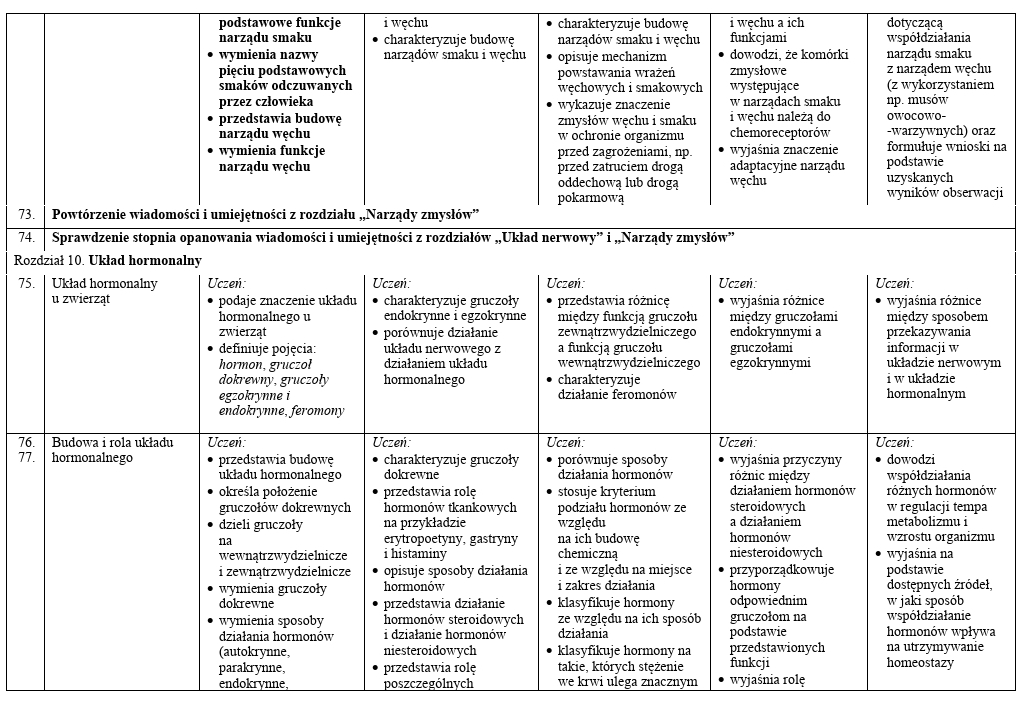 podstawowe funkcje
narządu smaku
• wymienia nazwy
pięciu podstawowych
smaków odczuwanych
przez człowieka
• przedstawia budowę
narządu węchu
• wymienia funkcje
narządu węchu
i węchu
• charakteryzuje budowę
narządów smaku i węchu
• charakteryzuje budowę
narządów smaku i węchu
• opisuje mechanizm
powstawania wrażeń
węchowych i smakowych
• wykazuje znaczenie
zmysłów węchu i smaku
w ochronie organizmu
przed zagrożeniami, np.
przed zatruciem drogą
oddechową lub drogą
pokarmową
i węchu a ich
funkcjami
• dowodzi, że komórki
zmysłowe
występujące
w narządach smaku
i węchu należą do
chemoreceptorów
• wyjaśnia znaczenie
adaptacyjne narządu
węchu
dotyczącą
współdziałania
narządu smaku
z narządem węchu
(z wykorzystaniem
np. musów
owocowo-
-warzywnych) oraz
formułuje wnioski na
podstawie
uzyskanych
wyników obserwacji
73. Powtórzenie wiadomości i umiejętności z rozdziału „Narządy zmysłów”
74. Sprawdzenie stopnia opanowania wiadomości i umiejętności z rozdziałów „Układ nerwowy” i „Narządy zmysłów”
Rozdział 10. Układ hormonalny
75.
Układ hormonalny
u zwierząt
Uczeń:
• podaje znaczenie układu
hormonalnego u
zwierząt
• definiuje pojęcia:
hormon, gruczoł
dokrewny, gruczoły
egzokrynne i
endokrynne, feromony
Uczeń:
• charakteryzuje gruczoły
endokrynne i egzokrynne
• porównuje działanie
układu nerwowego z
działaniem układu
hormonalnego
Uczeń:
• przedstawia różnicę
między funkcją gruczołu
zewnątrzwydzielniczego
a funkcją gruczołu
wewnątrzwydzielniczego
• charakteryzuje
działanie feromonów
Uczeń:
• wyjaśnia różnice
między gruczołami
endokrynnymi a
gruczołami
egzokrynnymi
Uczeń:
• wyjaśnia różnice
między sposobem
przekazywania
informacji w
układzie nerwowym
i w układzie
hormonalnym
76.
77.
Budowa i rola układu
hormonalnego
Uczeń:
• przedstawia budowę
układu hormonalnego
• określa położenie
gruczołów dokrewnych
• dzieli gruczoły
na
wewnątrzwydzielnicze
i zewnątrzwydzielnicze
• wymienia gruczoły
dokrewne
• wymienia sposoby
działania hormonów
(autokrynne,
parakrynne,
endokrynne,
Uczeń:
• charakteryzuje gruczoły
dokrewne
• przedstawia rolę
hormonów tkankowych
na przykładzie
erytropoetyny, gastryny
i histaminy
• opisuje sposoby działania
hormonów
• przedstawia działanie
hormonów steroidowych
i działanie hormonów
niesteroidowych
• przedstawia rolę
poszczególnych
Uczeń:
• porównuje sposoby
działania hormonów
• stosuje kryterium
podziału hormonów ze
względu
na ich budowę
chemiczną
i ze względu na miejsce
i zakres działania
• klasyfikuje hormony
ze względu na ich sposób
działania
• klasyfikuje hormony na
takie, których stężenie
we krwi ulega znacznym
Uczeń:
• wyjaśnia przyczyny
różnic między
działaniem hormonów
steroidowych
a działaniem
hormonów
niesteroidowych
• przyporządkowuje
hormony
odpowiednim
gruczołom na
podstawie
przedstawionych
funkcji
• wyjaśnia rolę
Uczeń:
• dowodzi
współdziałania
różnych hormonów
w regulacji tempa
metabolizmu i
wzrostu organizmu
• wyjaśnia na
podstawie
dostępnych źródeł,
w jaki sposób
współdziałanie
hormonów wpływa
na utrzymywanie
homeostazy